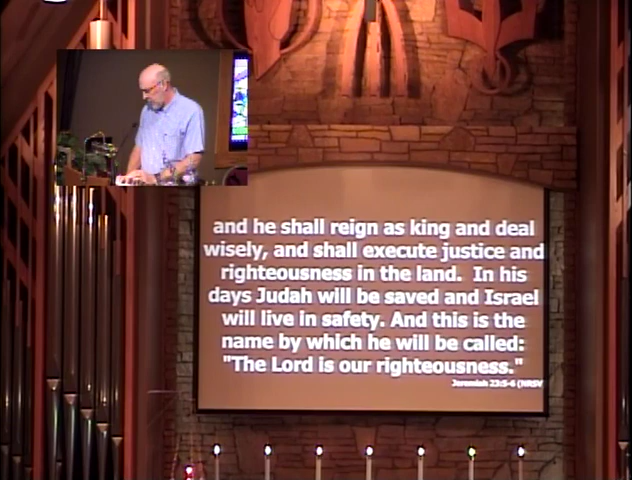 and he shall reign as king and deal
wisely, and shall execute justice and
righteousness in the land.  In his
days Judah will be saved and Israel
will live in safety. And this is the
name by which he will be called:
"The Lord is our righteousness."
Jeremiah 23:5-6 (NRSV